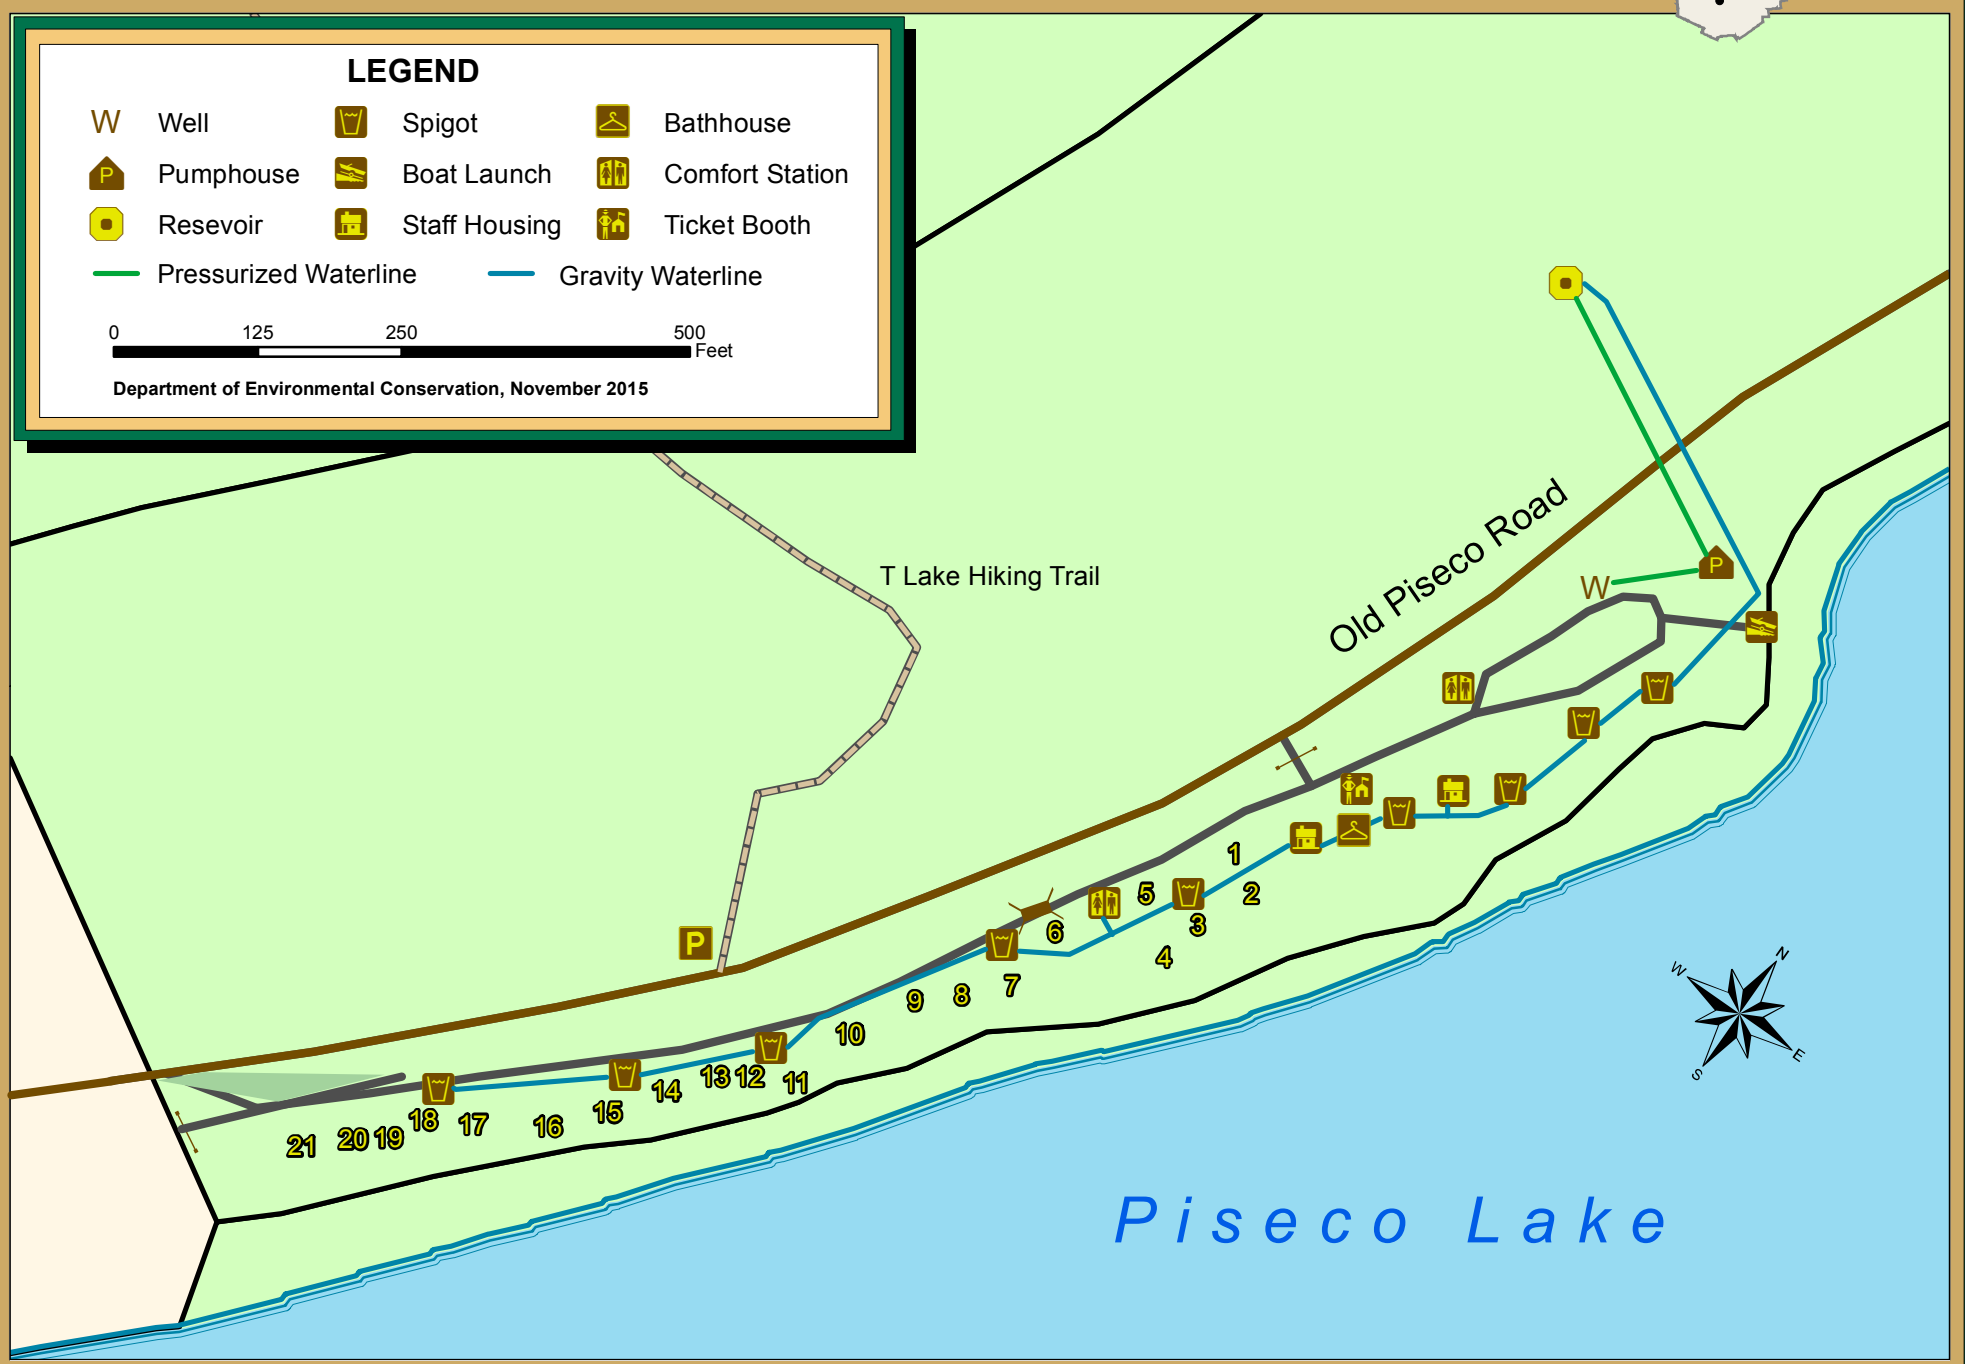 LEGEND
W Well Spigot Bathhouse
P Pumphouse Boat Launch Comfort Station
Resevoir Staff Housing Ticket Booth
Pressurized Waterline Gravity Waterline
0 125 250 500
Feet
Department of Environmental Conservation, November 2015
T Lake Hiking Trail
Old Piseco Road
W
P
P
1
2
3
4
5
6
7
8
9
10
11
12
13
14
15
16
17
18
19
20
21
N
W
E
S
Piseco Lake